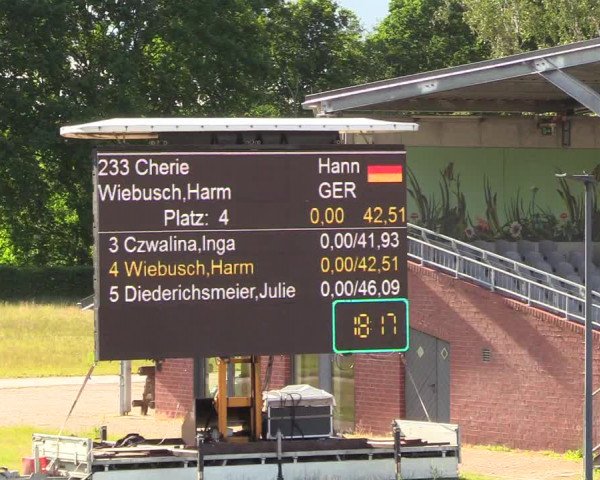 233 Cherie Hann
Wiebusch,Harm GER
Platz: 4 0,00 42,51
3 Czwalina,Inga 0,00/41,93
4 Wiebusch,Harm 0,00/42,51
5 Diederichsmeier,Julie 0,00/46,09
18:17